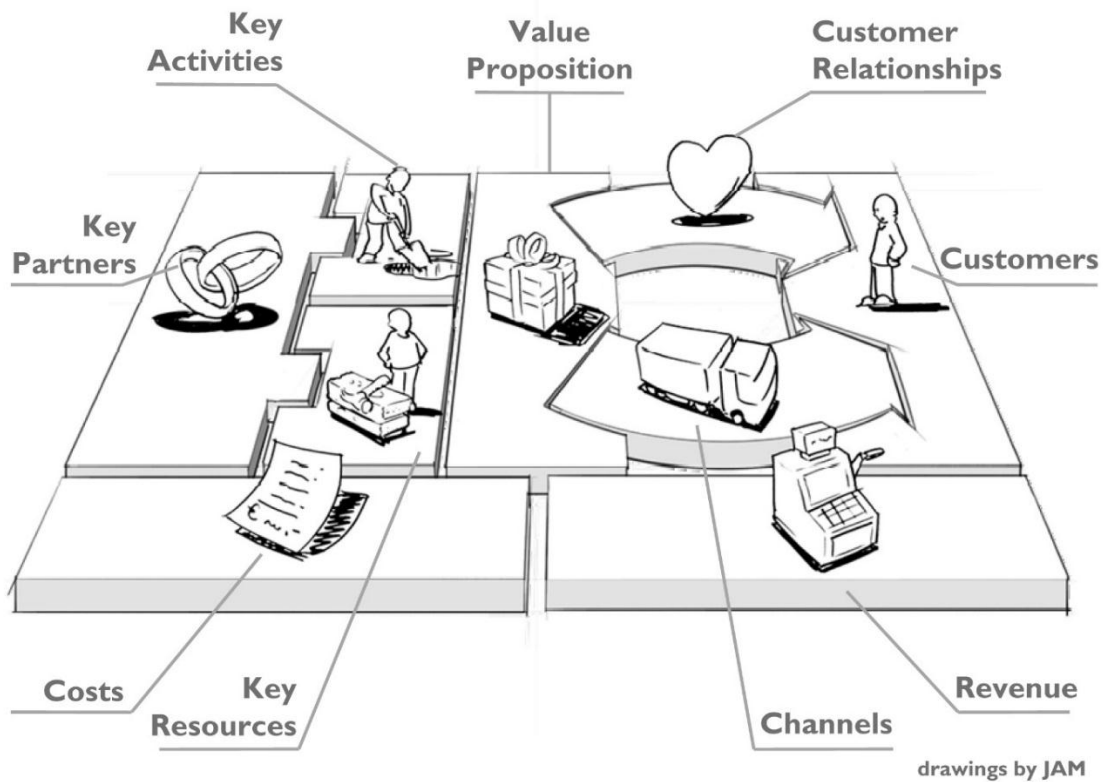 Key
Activities
Value
Proposition
Customer
Relationships
Key
Partners
Customers
Costs
Key
Resources
Channels
Revenue
drawings by JAM